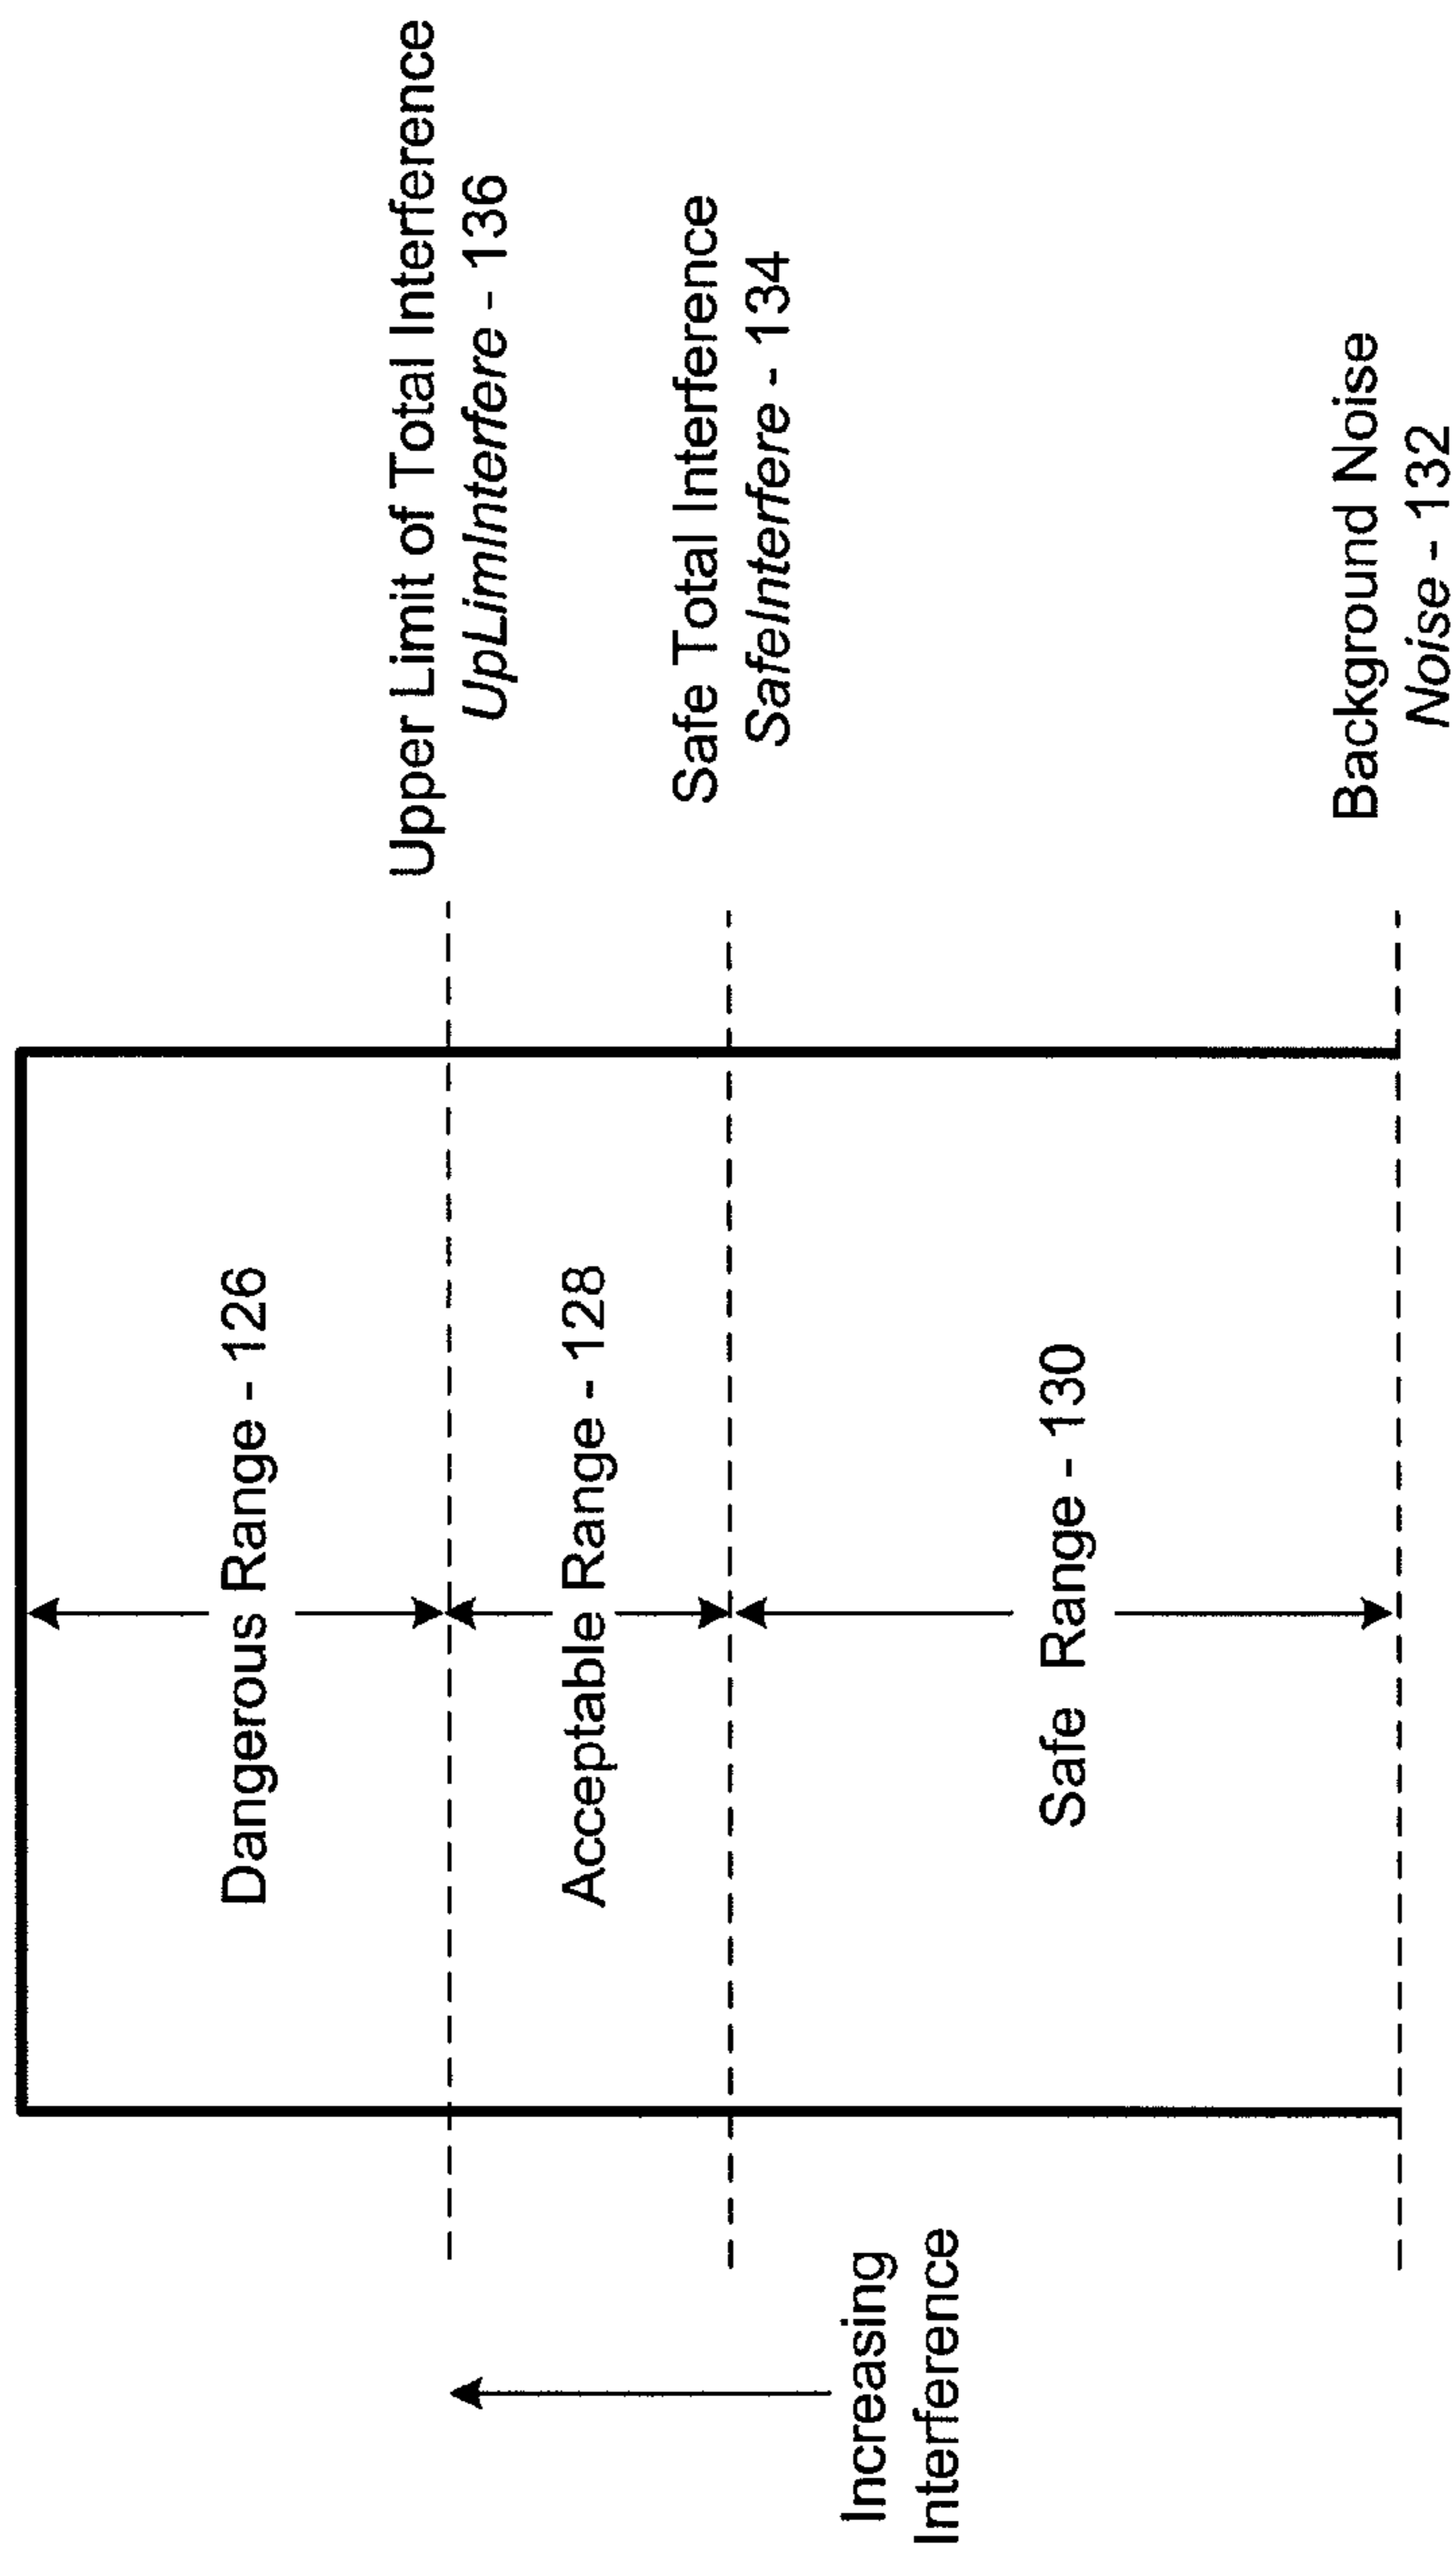 Dangerous Range - 126
Upper Limit of Total Interference
UpLimInterfere - 136
Acceptable Range - 128
Safe Total Interference
SafeInterfere - 134
Increasing
Interference
Safe Range - 130
Background Noise
Noise - 132